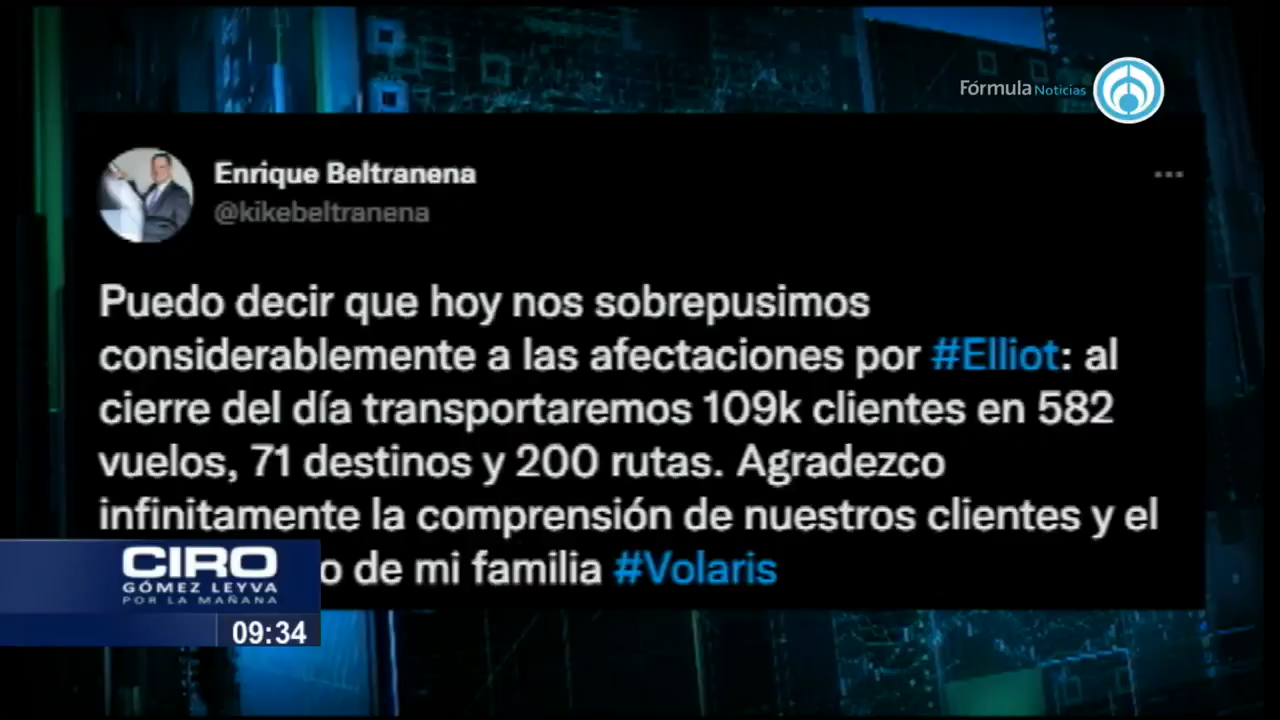 Fórmula Noticias
Enrique Beltranena
@kikebeltranena
Puedo decir que hoy nos sobrepusimos
considerablemente a las afectaciones por #Elliot: al
cierre del día transportaremos 109k clientes en 582
vuelos, 71 destinos y 200 rutas. Agradezco
infinitamente la comprensión de nuestros clientes y el
o de mi familia #Volaris
CIRO
GÓMEZ LEYVA
POR LA MAÑANA
09:34